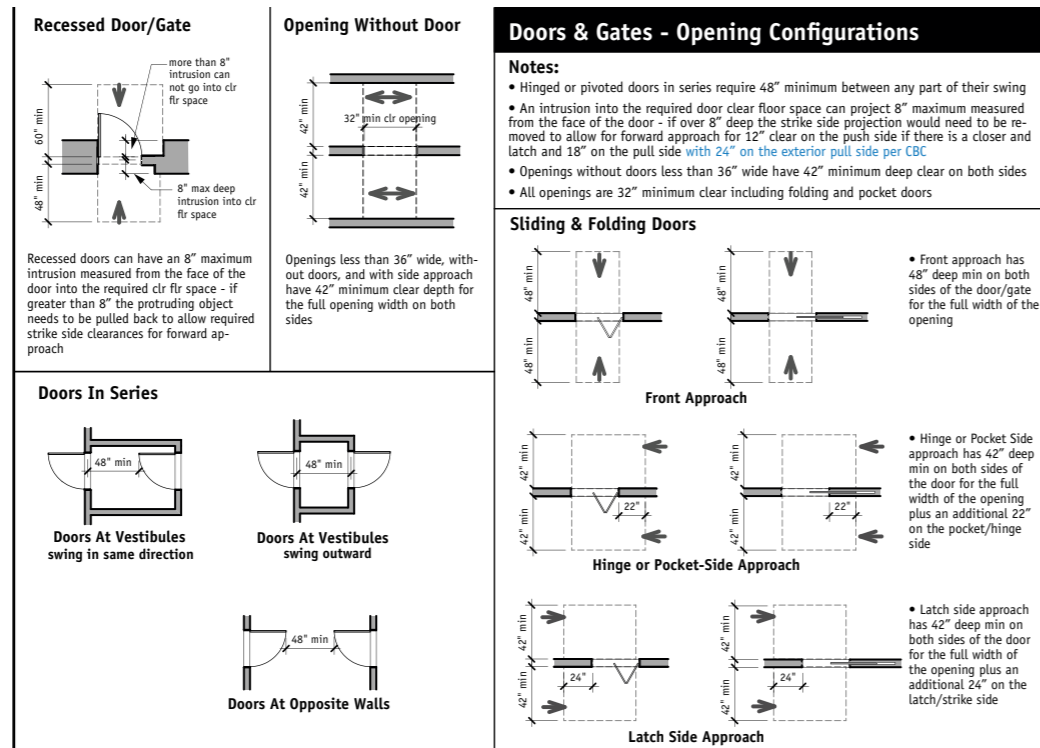 Recessed Door/Gate
more than 8"
intrusion can
not go into clr
flr space
60" min
48" min
8" max deep
intrusion into clr
flr space
Recessed doors can have an 8” maximum
intrusion measured from the face of the
door into the required clr flr space - if
greater than 8” the protruding object
needs to be pulled back to allow required
strike side clearances for forward ap-
proach
Opening Without Door
42" min
32" min clr opening
42" min
Openings less than 36” wide, with-
out doors, and with side approach
have 42” minimum clear depth for
the full opening width on both
sides
Doors In Series
48" min
Doors At Vestibules
swing in same direction
48" min
Doors At Vestibules
swing outward
48" min
Doors At Opposite Walls
Doors & Gates - Opening Configurations
Notes:
• Hinged or pivoted doors in series require 48” minimum between any part of their swing
• An intrusion into the required door clear floor space can project 8” maximum measured
from the face of the door - if over 8” deep the strike side projection would need to be re-
moved to allow for forward approach for 12” clear on the push side if there is a closer and
latch and 18” on the pull side with 24” on the exterior pull side per CBC
• Openings without doors less than 36” wide have 42” minimum deep clear on both sides
• All openings are 32” minimum clear including folding and pocket doors
Sliding & Folding Doors
48" min
48" min
48" min
48" min
Front Approach
• Front approach has
48” deep min on both
sides of the door/gate
for the full width of the
opening
42" min
42" min
22"
42" min
42" min
22"
Hinge or Pocket-Side Approach
• Hinge or Pocket Side
approach has 42” deep
min on both sides of
the door for the full
width of the opening
plus an additional 22”
on the pocket/hinge
side
42" min
42" min
24"
42" min
42" min
24"
Latch Side Approach
• Latch side approach
has 42” deep min on
both sides of the door
for the full width of
the opening plus an
additional 24” on the
latch/strike side